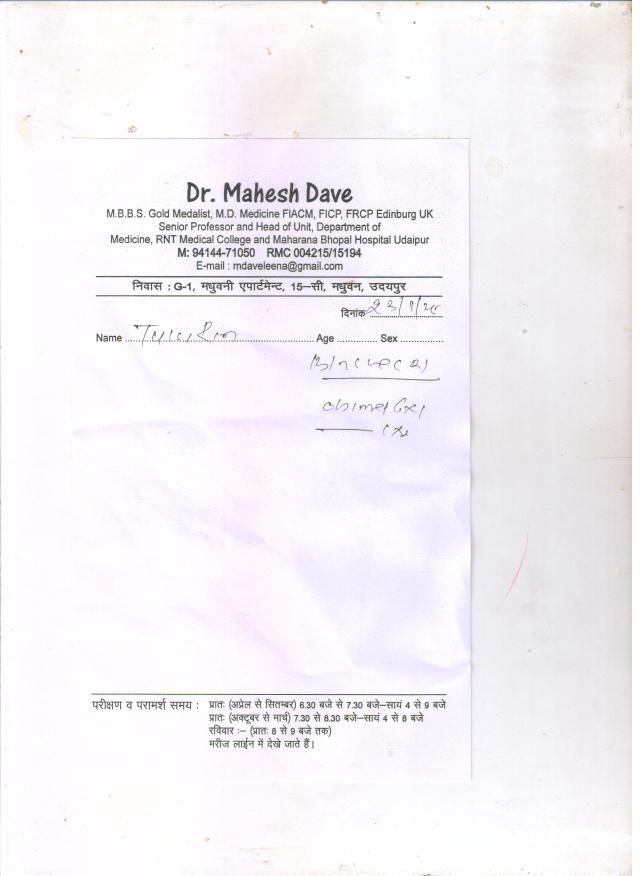 Dr. Mahesh Dave
M.B.B.S. Gold Medalist, M.D. Medicine FIACM, FICP, FRCP Edinburg UK
Senior Professor and Head of Unit, Department of
Medicine, RNT Medical College and Maharana Bhopal Hospital Udaipur
M: 94144-71050 RMC 004215/15194
E-mail : mdaveleena@gmail.com
निवास : G-1, मधुवनी एपार्टमेन्ट, 15–सी, मधुवन, उदयपुर
दिनांक
Name Age Sex
परीक्षण व परामर्श समय : प्रातः (अप्रेल से सितम्बर) 6.30 बजे से 7.30 बजे–सायं 4 से 9 बजे
प्रातः (अक्टूबर से मार्च) 7.30 से 8.30 बजे–सायं 4 से 8 बजे
रविवार :– (प्रातः 8 से 9 बजे तक)
मरीज लाईन में देखे जाते हैं।